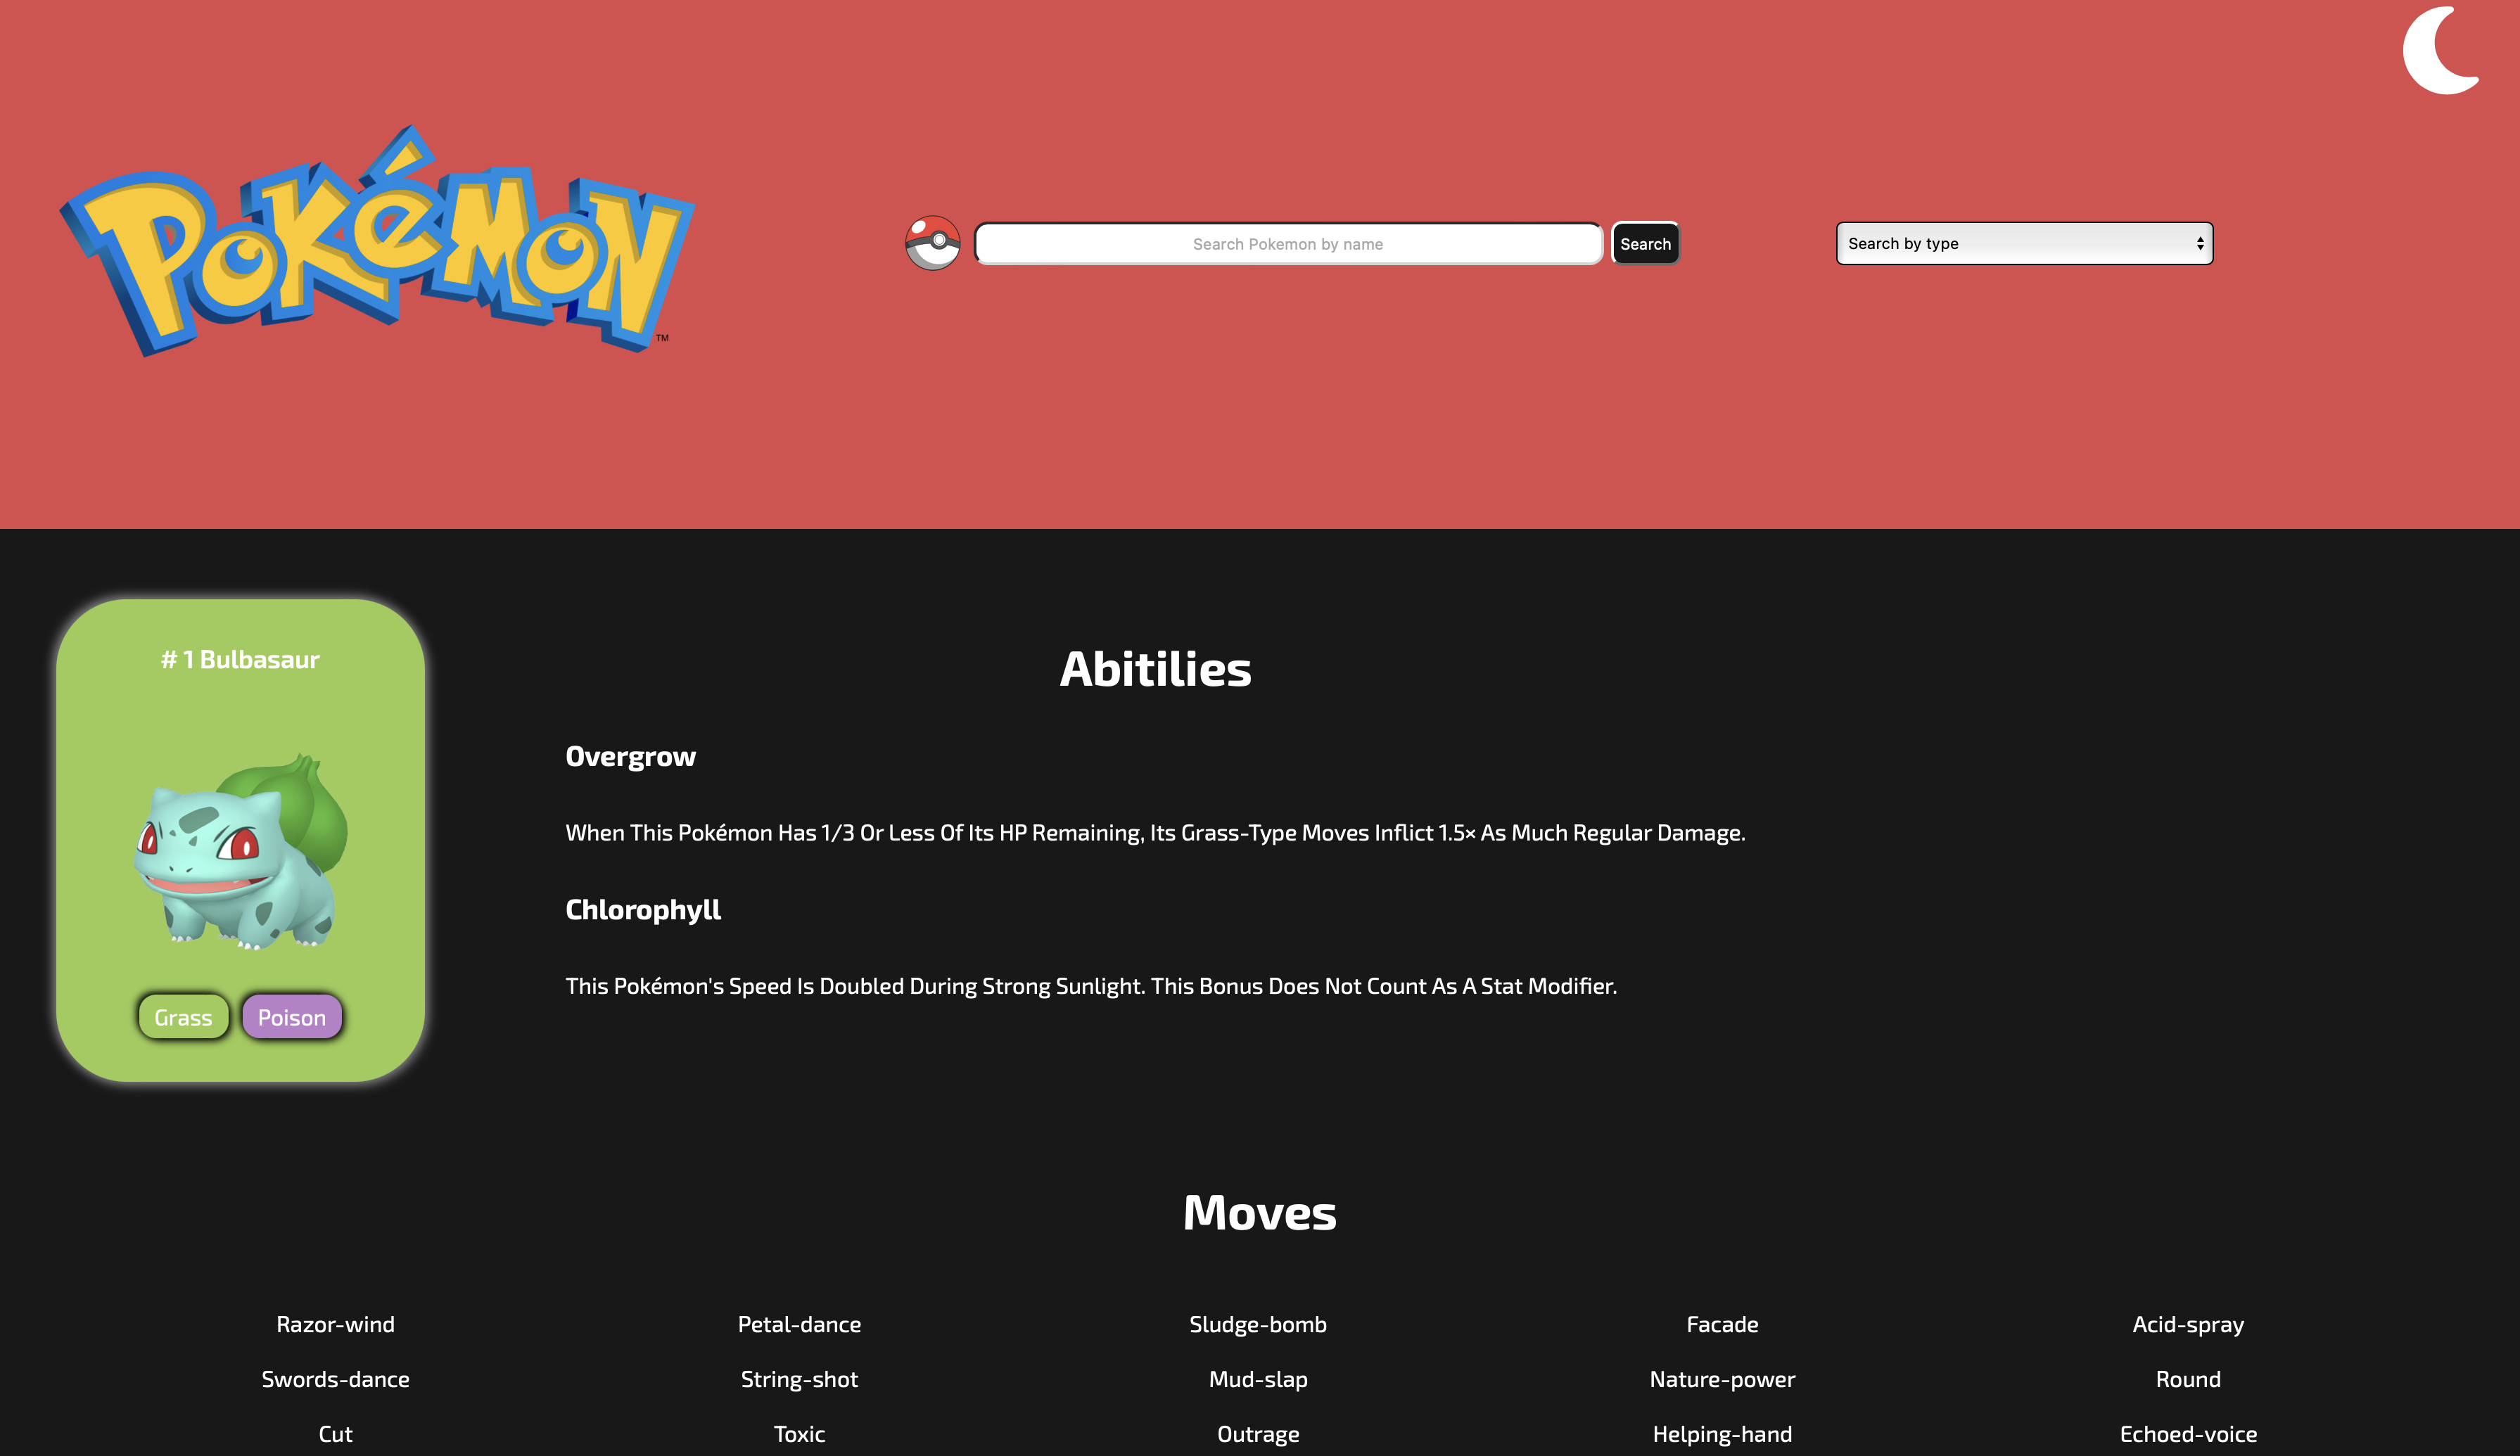 POKéMON
TM
Search Pokemon by name
Search
Search by type
# 1 Bulbasaur
Grass
Poison
Abitilies
Overgrow
When This Pokémon Has 1/3 Or Less Of Its HP Remaining, Its Grass-Type Moves Inflict 1.5× As Much Regular Damage.
Chlorophyll
This Pokémon's Speed Is Doubled During Strong Sunlight. This Bonus Does Not Count As A Stat Modifier.
Moves
Razor-wind Petal-dance Sludge-bomb Facade Acid-spray
Swords-dance String-shot Mud-slap Nature-power Round
Cut Toxic Outrage Helping-hand Echoed-voice